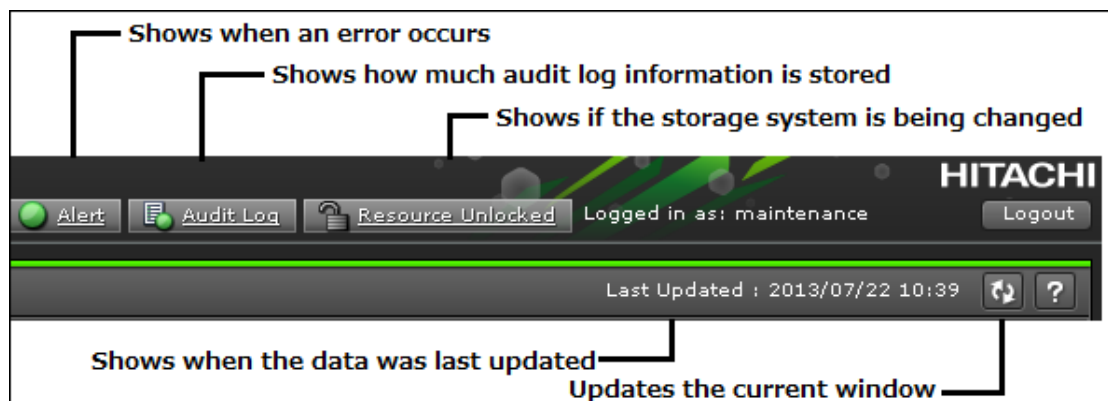 Shows when an error occurs
Shows how much audit log information is stored
Shows if the storage system is being changed
HITACHI
Alert Audit Log Resource Unlocked Logged in as: maintenance Logout
Last Updated : 2013/07/22 10:39 ?
Shows when the data was last updated
Updates the current window